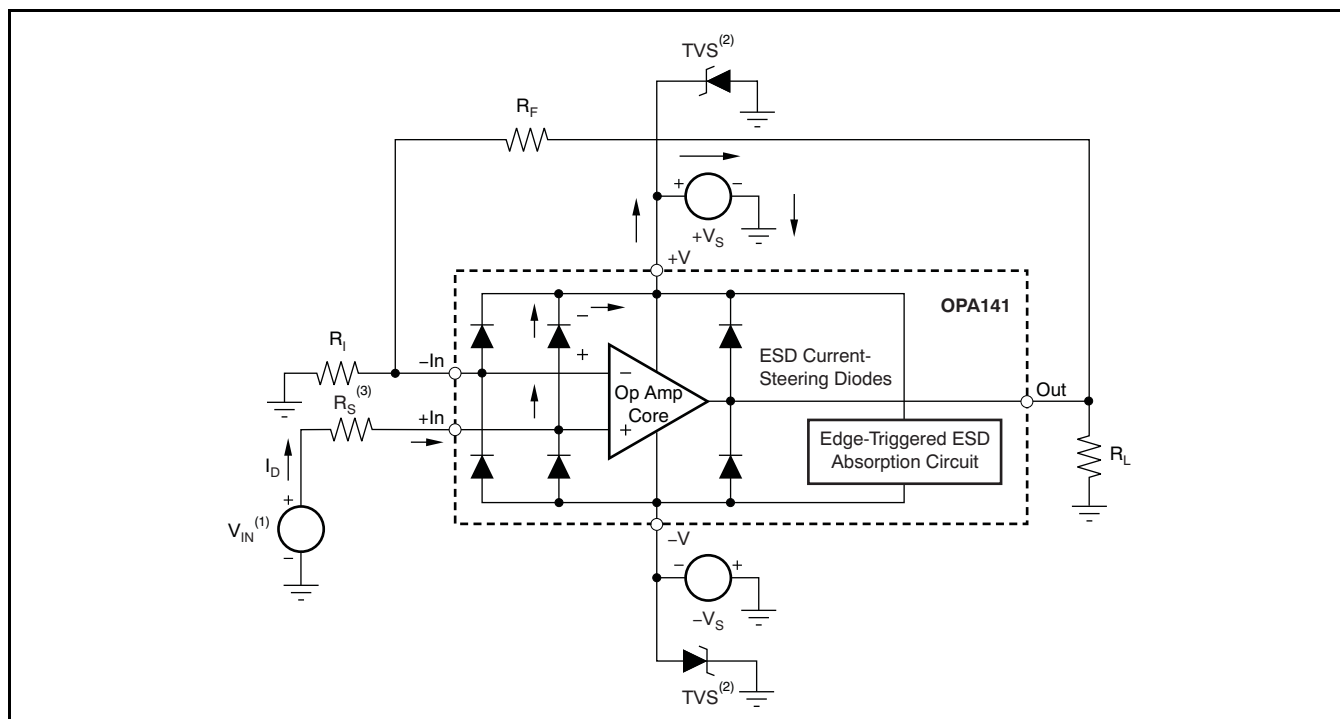 TVS(2)
RF
+ −
+VS
+V
OPA141
−
+
RI
−In
−
Op Amp
Core
+
ESD Current-
Steering Diodes
Out
RS(3)
+In
Edge-Triggered ESD
Absorption Circuit
RL
ID
+
VIN(1)
−
−V
− +
−VS
TVS(2)